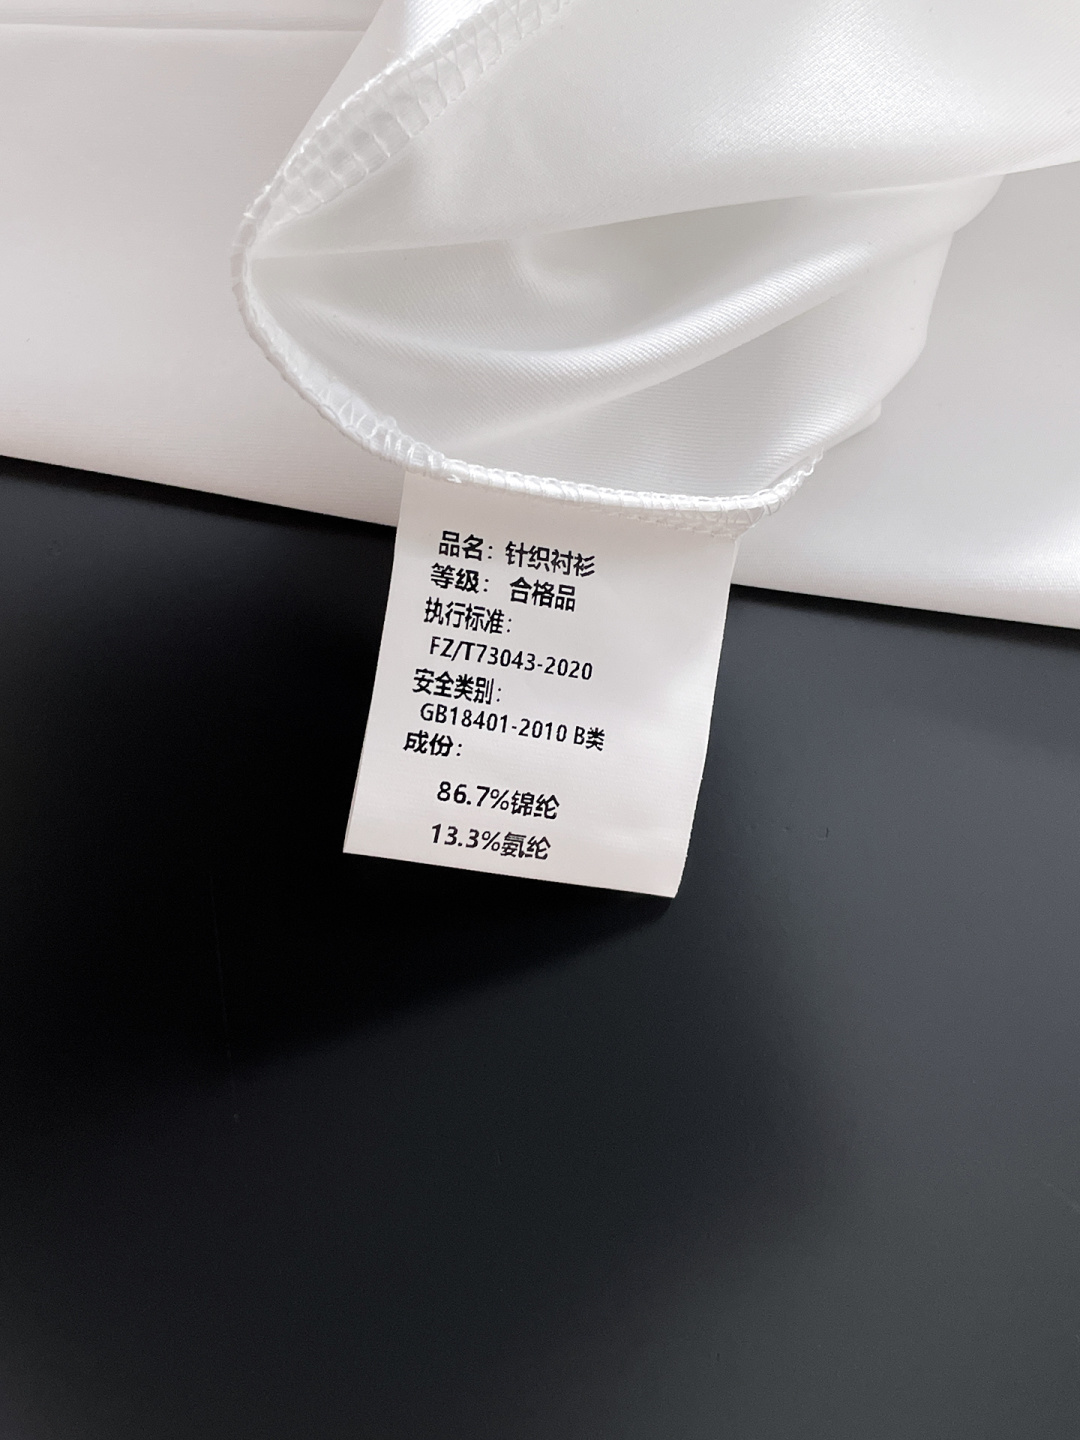 品名：针织衬衫
等级： 合格品
执行标准：
FZ/T73043-2020
安全类别：
GB18401-2010 B类
成份：
86.7%锦纶
13.3%氨纶